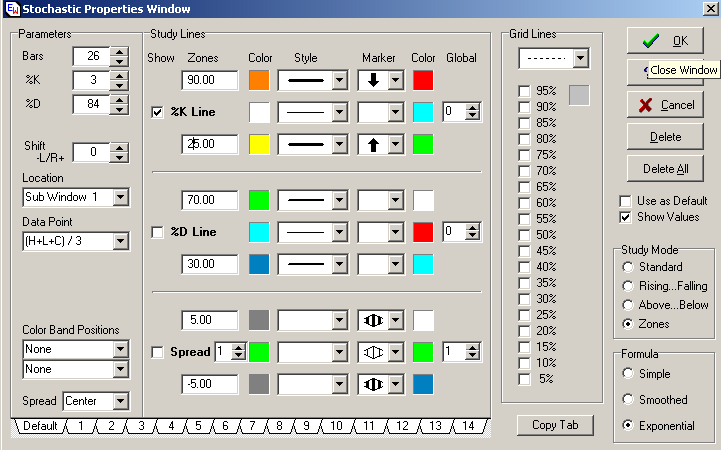 Stochastic Properties Window
Parameters
Bars 26
%K 3
%D 84
Shift
-L/R+ 0
Location
Sub Window 1
Data Point
(H+L+C) / 3
Color Band Positions
None
None
Spread Center
Study Lines
Show Zones Color Style Marker Color Global
90.00
%K Line 0
25.00
70.00
%D Line 0
30.00
5.00
Spread 1 1
-5.00
Default 1 2 3 4 5 6 7 8 9 10 11 12 13 14
Grid Lines
95%
90%
85%
80%
75%
70%
65%
60%
55%
50%
45%
40%
35%
30%
25%
20%
15%
10%
5%
Copy Tab
OK
Close Window
Cancel
Delete
Delete All
Use as Default
Show Values
Study Mode
Standard
Rising...Falling
Above...Below
Zones
Formula
Simple
Smoothed
Exponential